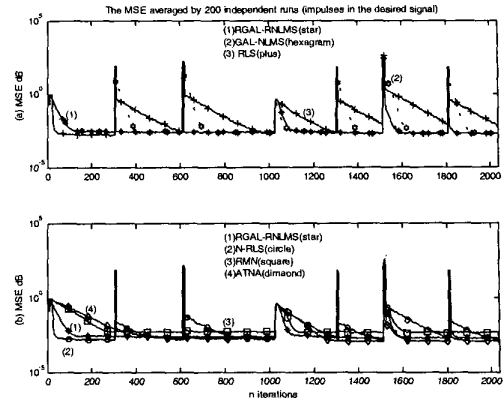 The MSE averaged by 200 independent runs (impulses in the desired signal)
10^5
(1)RGAL-RNLMS(star)
(2)GAL-NLMS(hexagram)
(3) RLS(plus)
(2)
(a) MSE dB
10^0
(1)
(3)
10^-5
0 200 400 600 800 1000 1200 1400 1600 1800 2000
10^5
(1)RGAL-RNLMS(star)
(2)N-RLS(circle)
(3)RMN(square)
(4)ATNA(dimaond)
(b) MSE dB
10^0
(4)
(1)
(3)
(2)
10^-5
0 200 400 600 800 1000 1200 1400 1600 1800 2000
n iterations